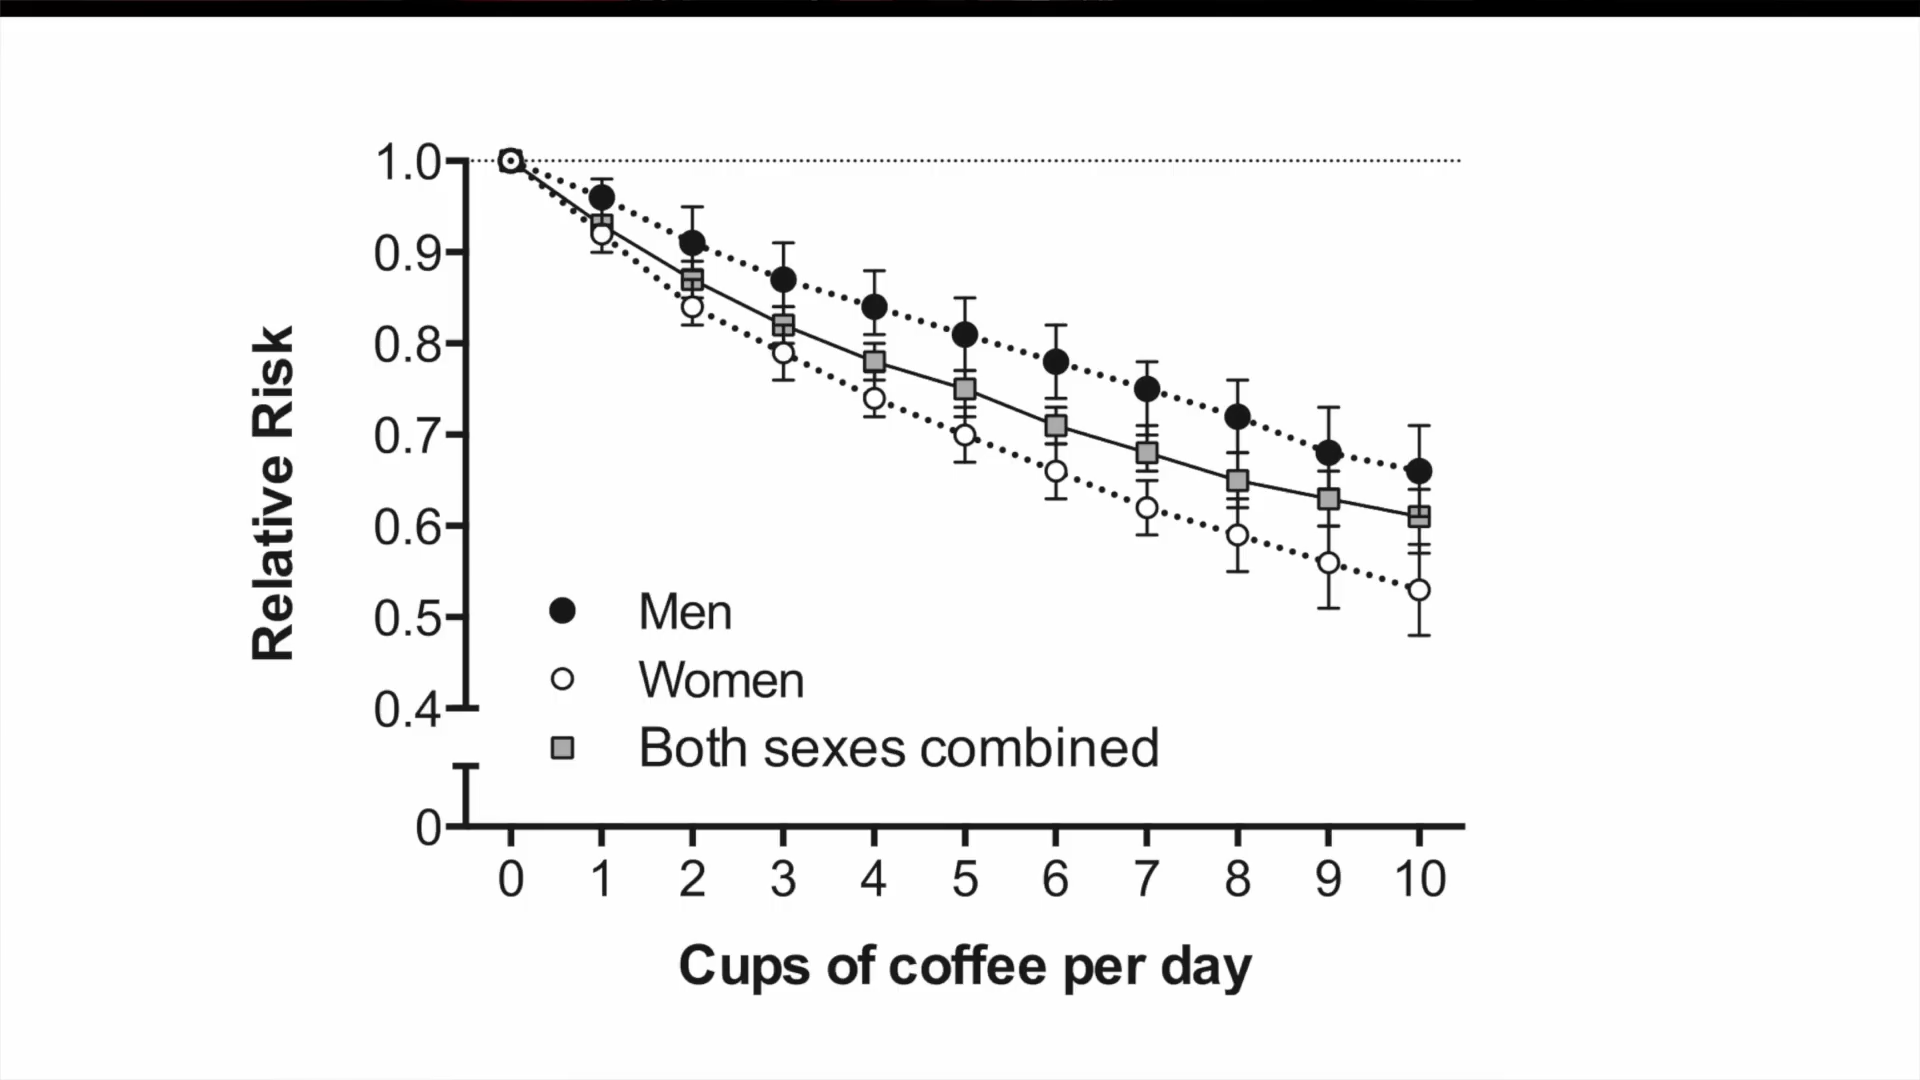 1.0
0.9
0.8
0.7
0.6
0.5
0.4
0
Relative Risk
Men
Women
Both sexes combined
0 1 2 3 4 5 6 7 8 9 10
Cups of coffee per day